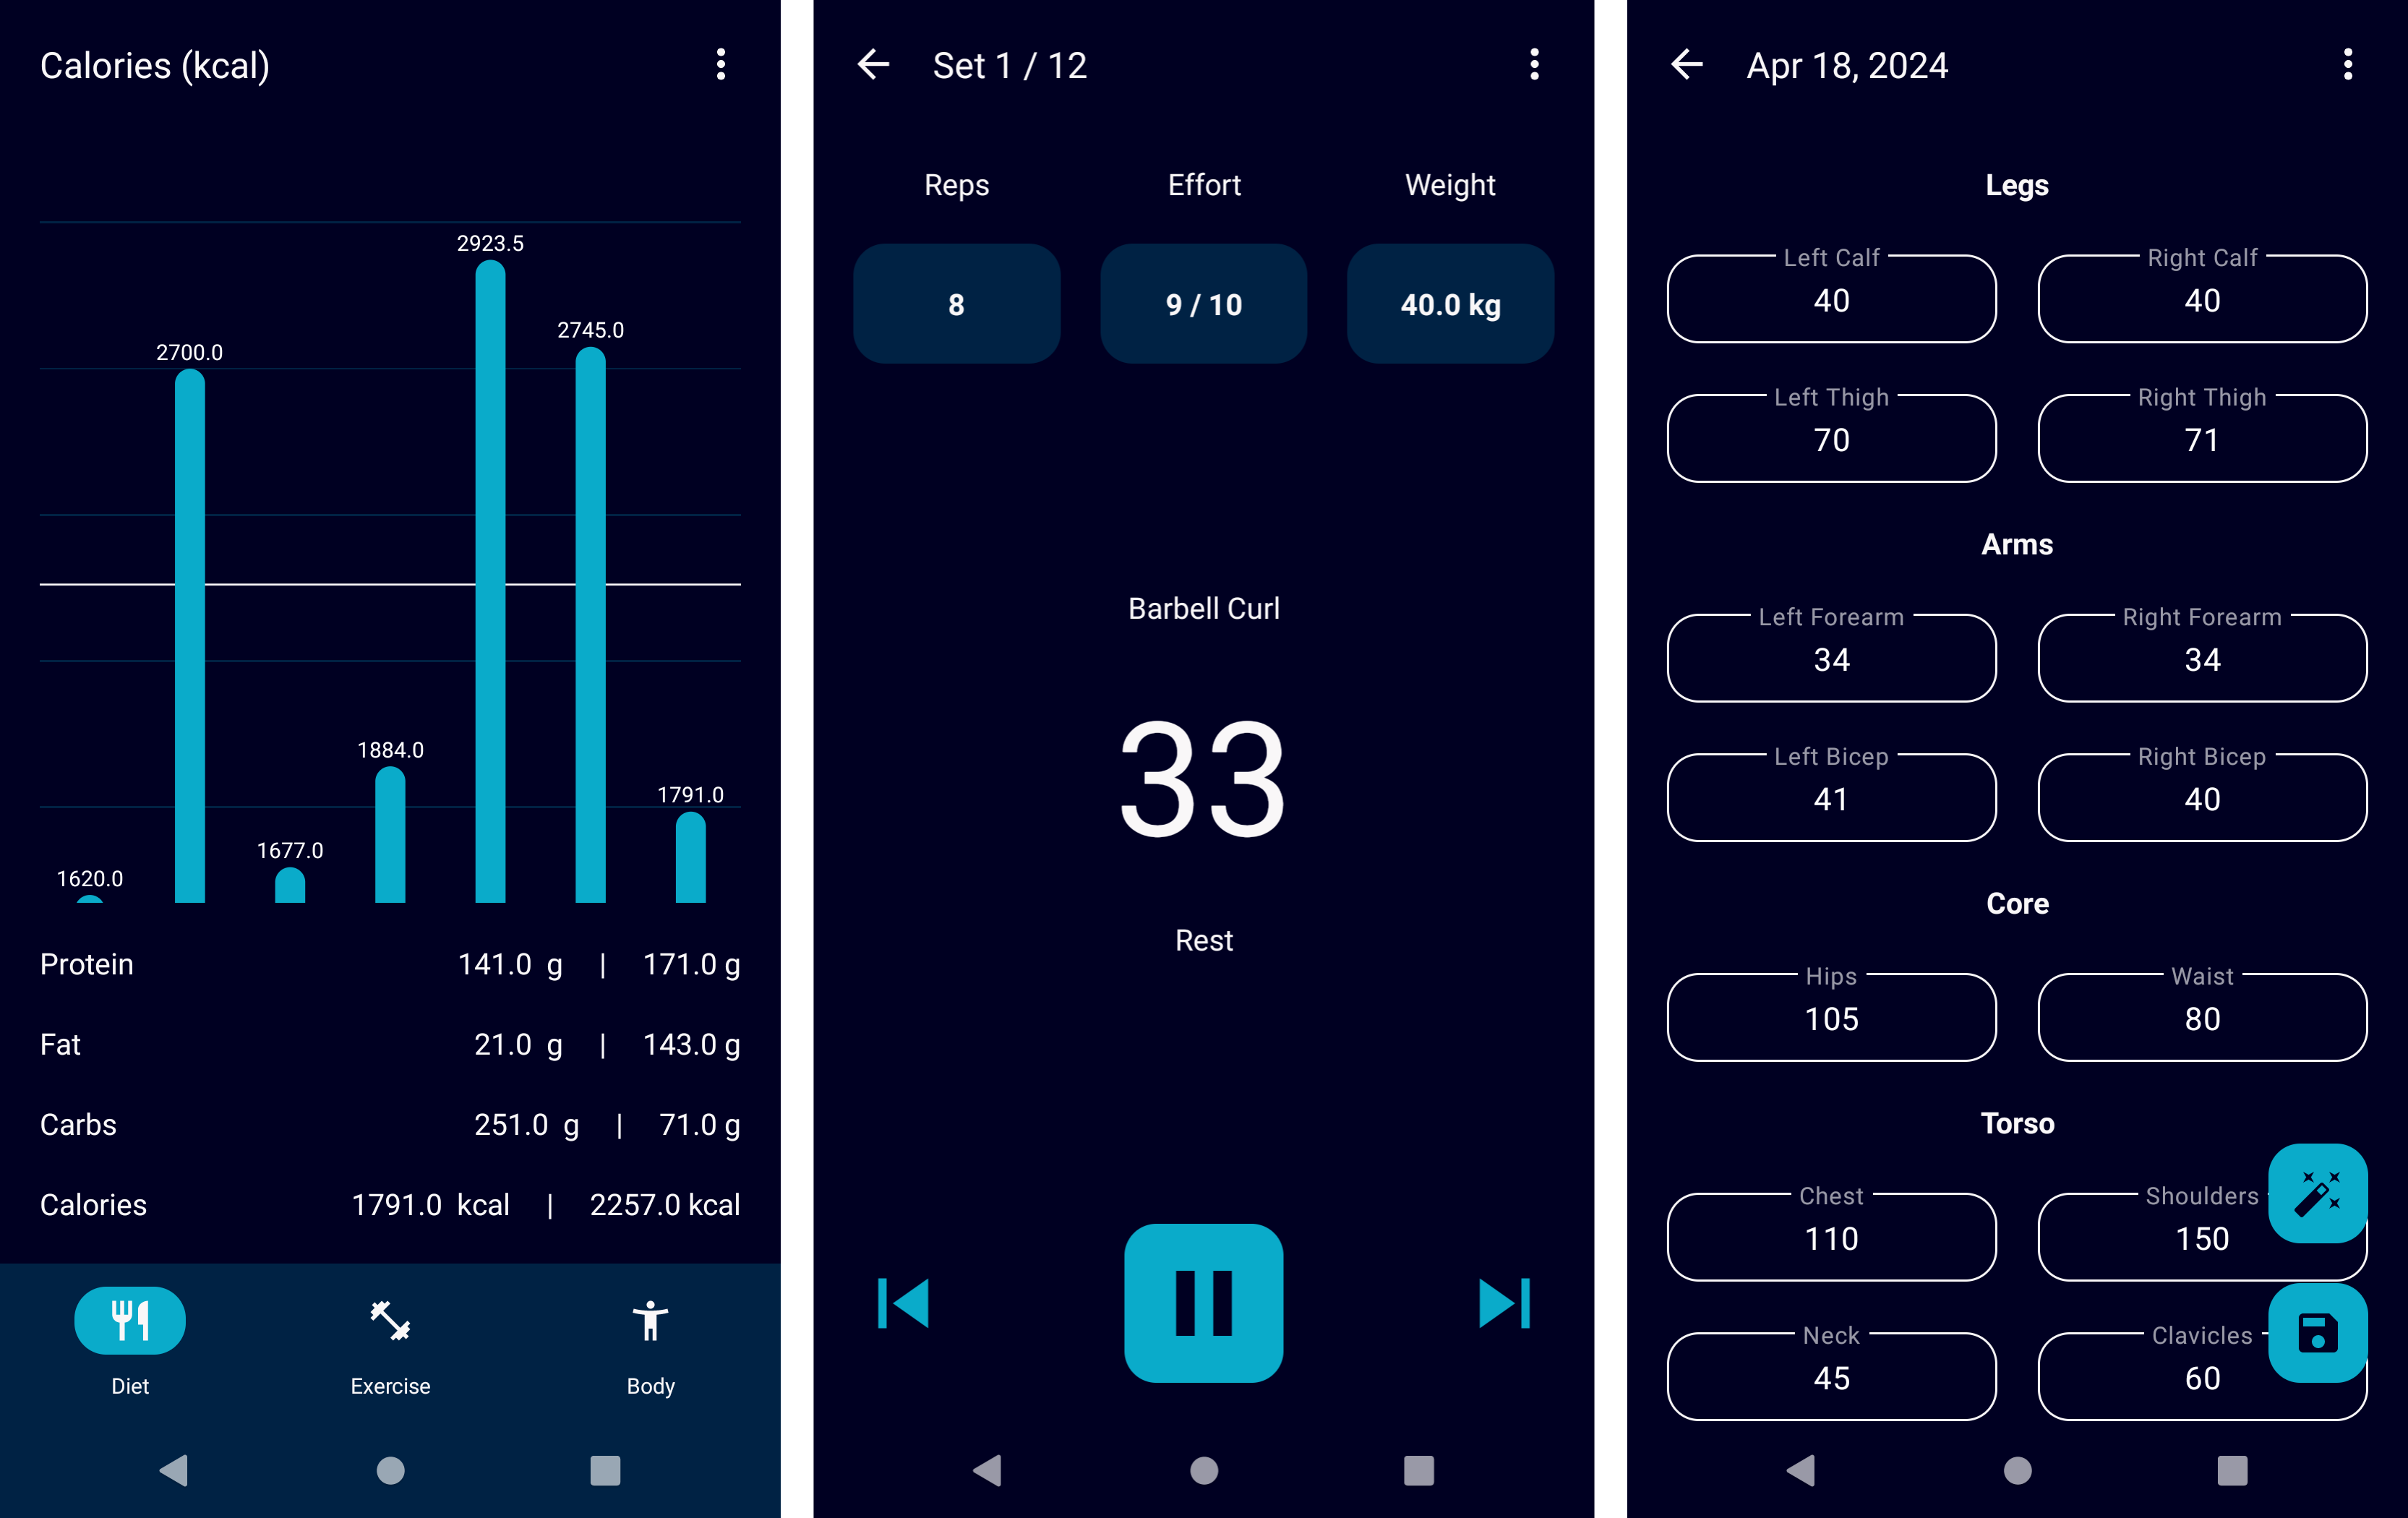 Calories (kcal)
2923.5
2745.0
2700.0
1884.0
1791.0
1677.0
1620.0
Protein 141.0 g | 171.0 g
Fat 21.0 g | 143.0 g
Carbs 251.0 g | 71.0 g
Calories 1791.0 kcal | 2257.0 kcal
Diet Exercise Body
Set 1 / 12
Reps Effort Weight
8 9 / 10 40.0 kg
Barbell Curl
33
Rest
Apr 18, 2024
Legs
Left Calf Right Calf
40 40
Left Thigh Right Thigh
70 71
Arms
Left Forearm Right Forearm
34 34
Left Bicep Right Bicep
41 40
Core
Hips Waist
105 80
Torso
Chest Shoulders
110 150
Neck Clavicles
45 60